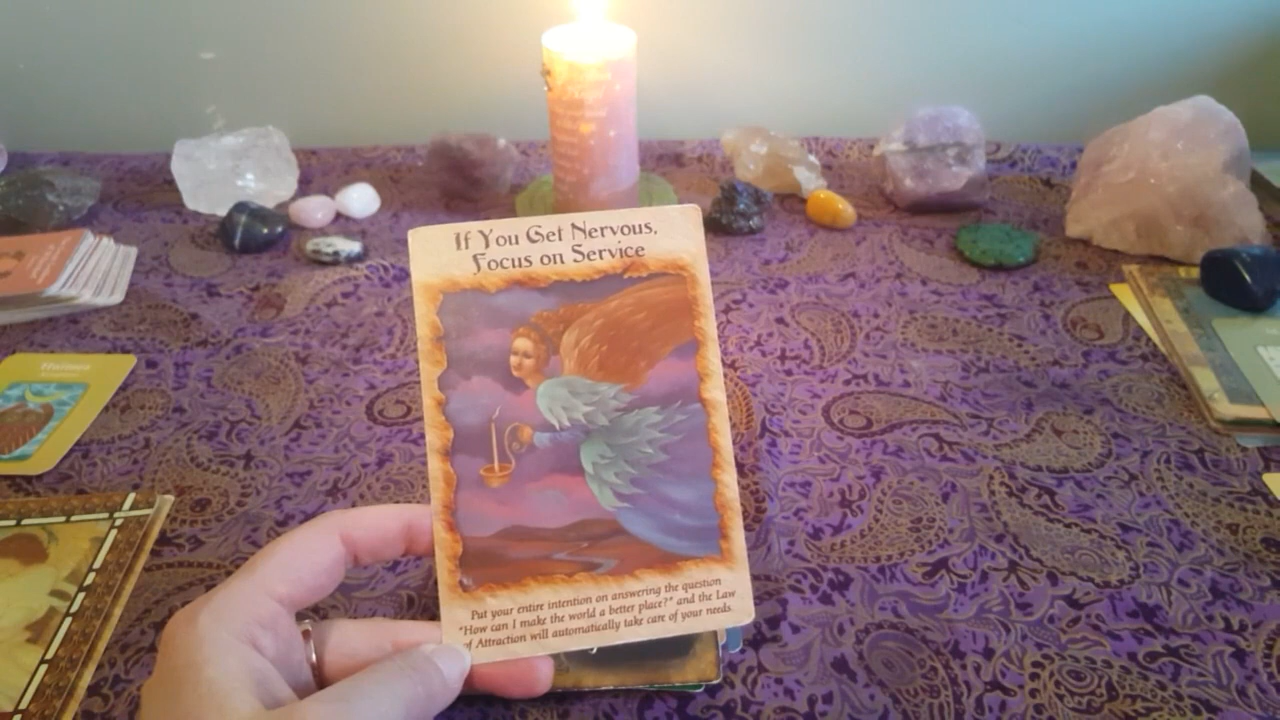 If You Get Nervous,
Focus on Service
Put your entire intention on answering the question
"How can I make the world a better place?" and the Law
of Attraction will automatically take care of your needs.